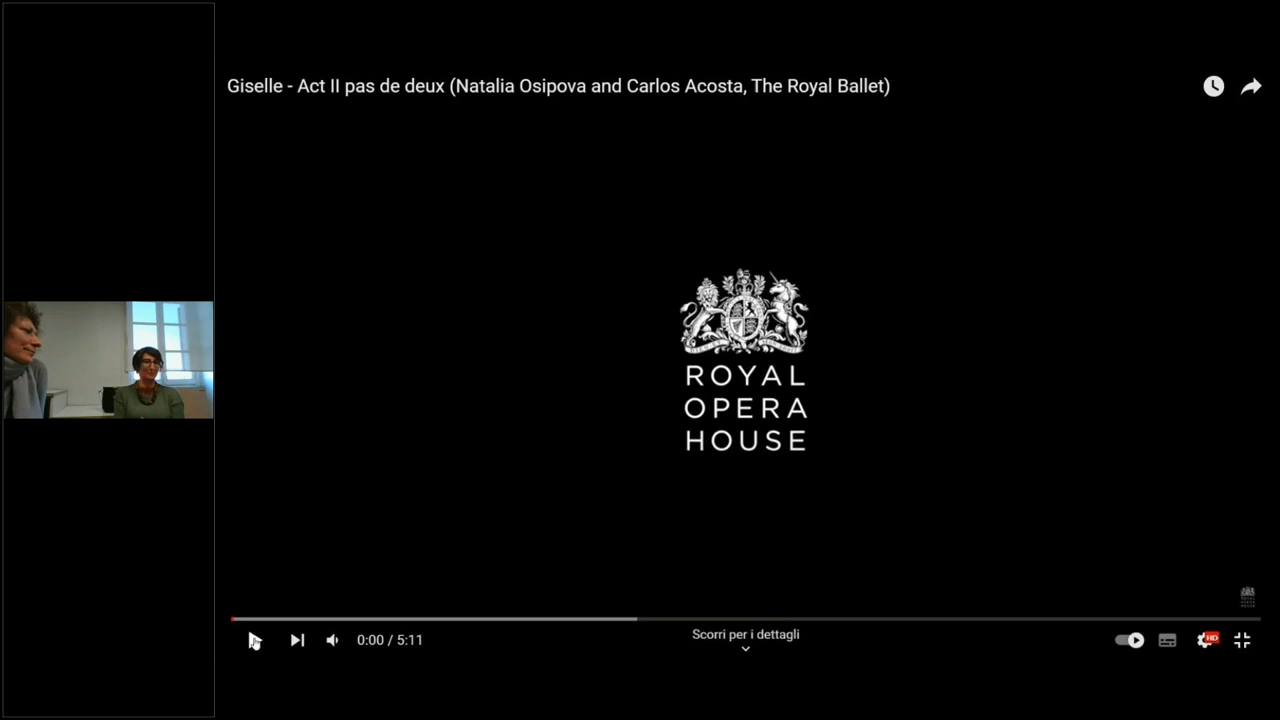 Giselle - Act II pas de deux (Natalia Osipova and Carlos Acosta, The Royal Ballet)
ROYAL
OPERA
HOUSE
0:00 / 5:11
Scorri per i dettagli
HD